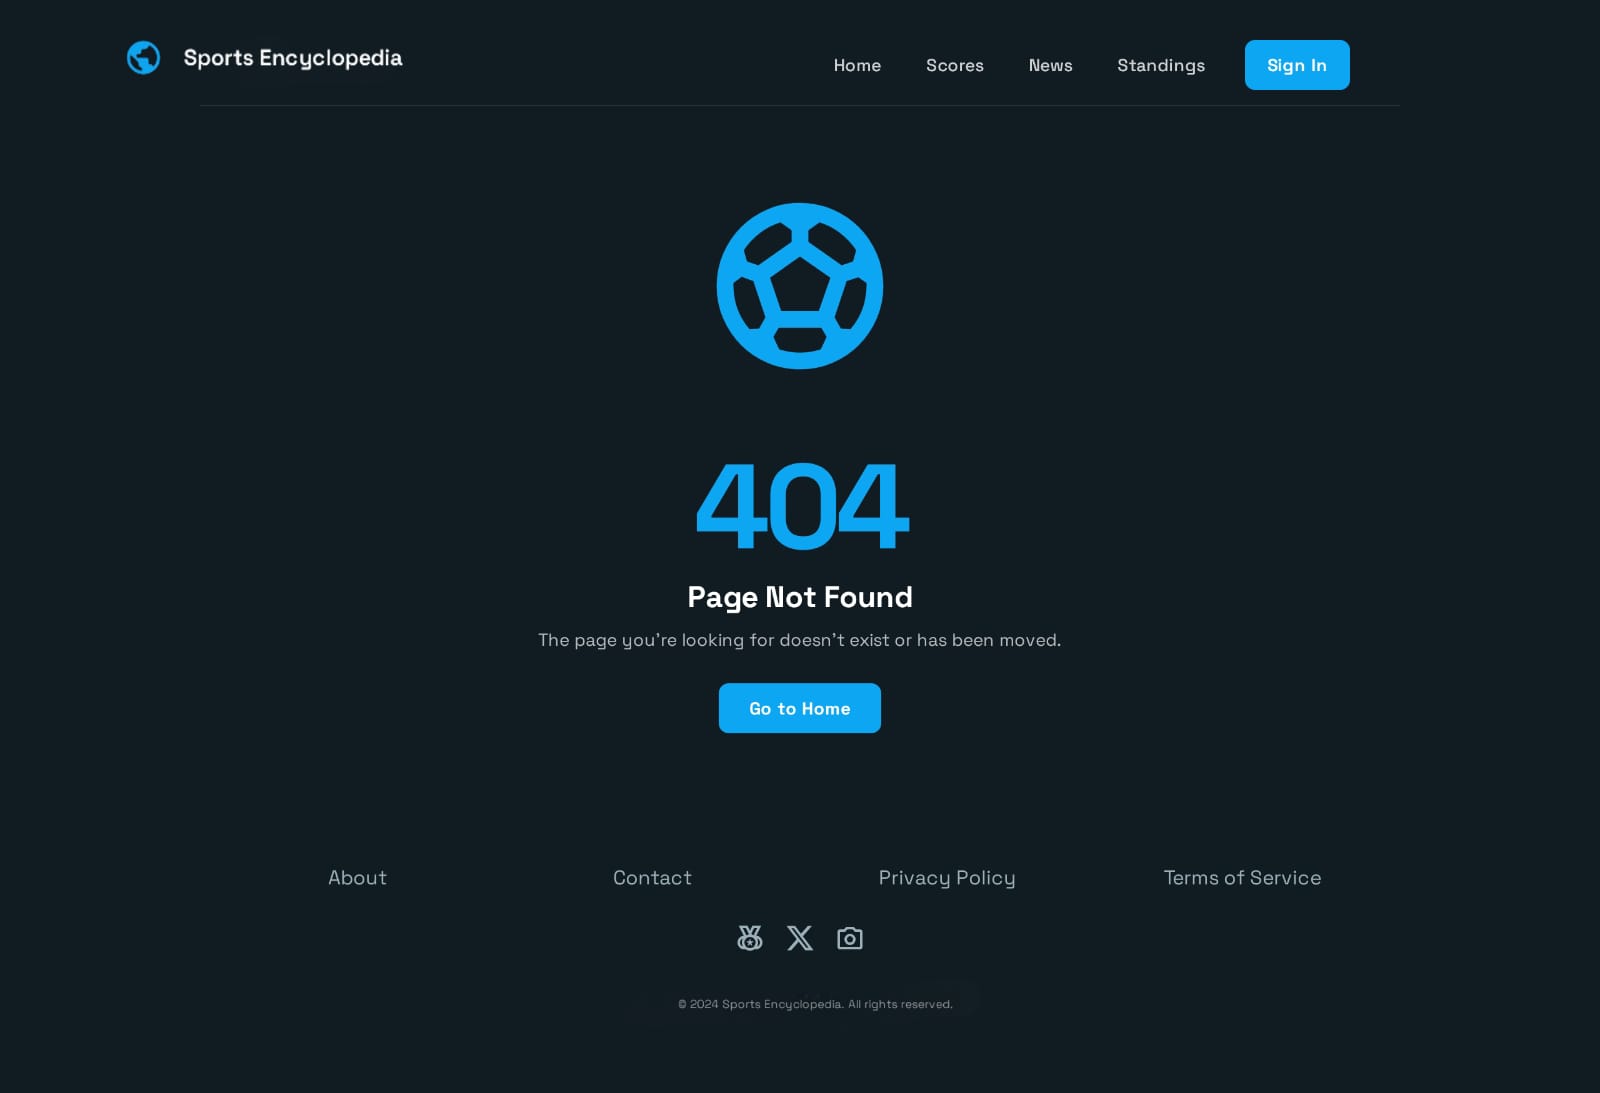 Sports Encyclopedia
Home Scores News Standings Sign In
404
Page Not Found
The page you’re looking for doesn’t exist or has been moved.
Go to Home
About Contact Privacy Policy Terms of Service
© 2024 Sports Encyclopedia. All rights reserved.